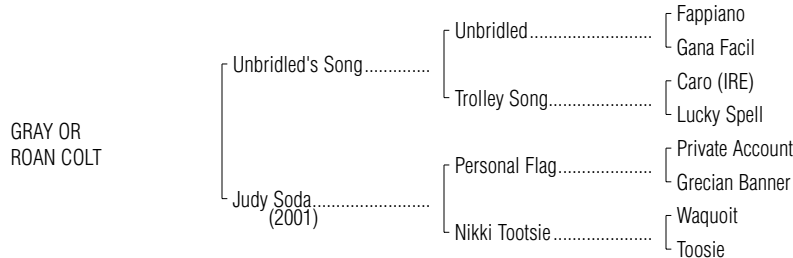 GRAY OR
ROAN COLT
Unbridled's Song..............
Judy Soda.........................
(2001)
Unbridled..........................
Trolley Song......................
Personal Flag....................
Nikki Tootsie.....................
Fappiano
Gana Facil
Caro (IRE)
Lucky Spell
Private Account
Grecian Banner
Waquoit
Toosie